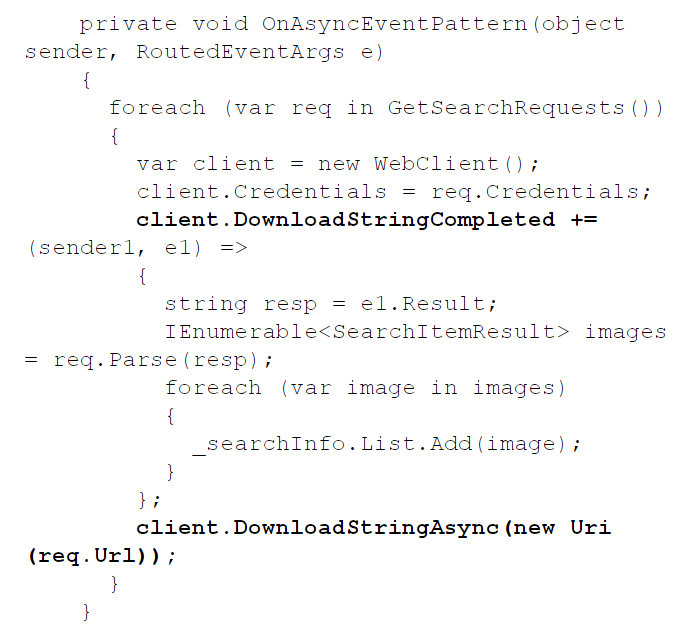 private void OnAsyncEventPattern(object
sender, RoutedEventArgs e)
{
foreach (var req in GetSearchRequests())
{
var client = new WebClient();
client.Credentials = req.Credentials;
client.DownloadStringCompleted +=
(sender1, e1) =>
{
string resp = e1.Result;
IEnumerable<SearchItemResult> images
= req.Parse(resp);
foreach (var image in images)
{
_searchInfo.List.Add(image);
}
};
client.DownloadStringAsync(new Uri
(req.Url));
}
}